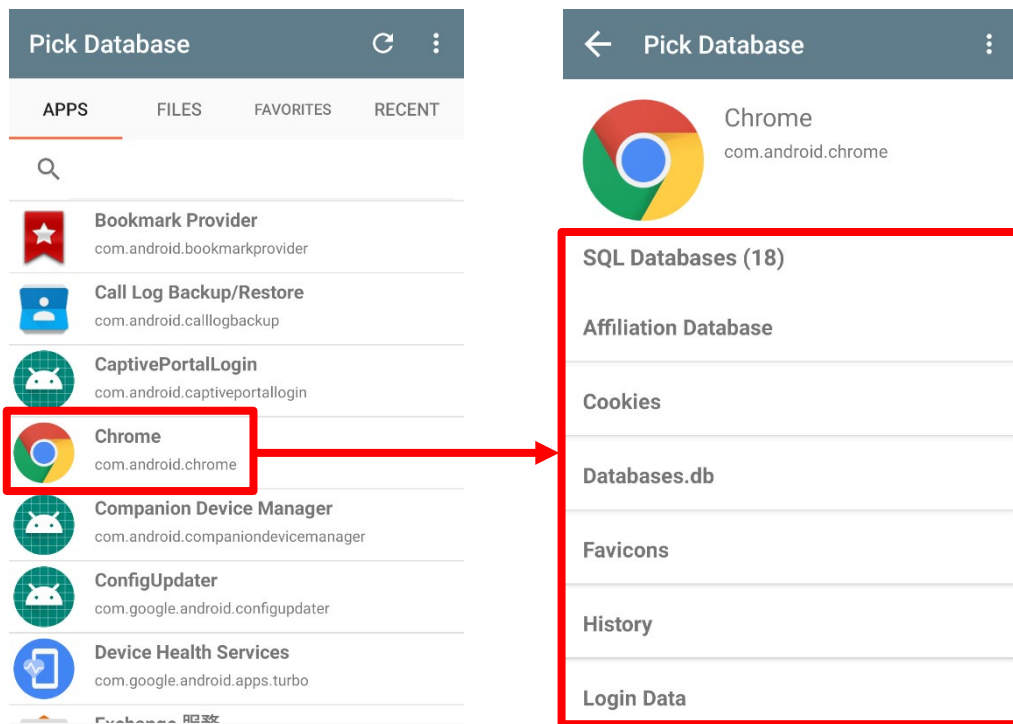 Pick Database
APPS FILES FAVORITES RECENT
Bookmark Provider
com.android.bookmarkprovider
Call Log Backup/Restore
com.android.calllogbackup
CaptivePortalLogin
com.android.captiveportallogin
Chrome
com.android.chrome
Companion Device Manager
com.android.companiondevicemanager
ConfigUpdater
com.google.android.configupdater
Device Health Services
com.google.android.apps.turbo
Exchange 服務
Pick Database
Chrome
com.android.chrome
SQL Databases (18)
Affiliation Database
Cookies
Databases.db
Favicons
History
Login Data